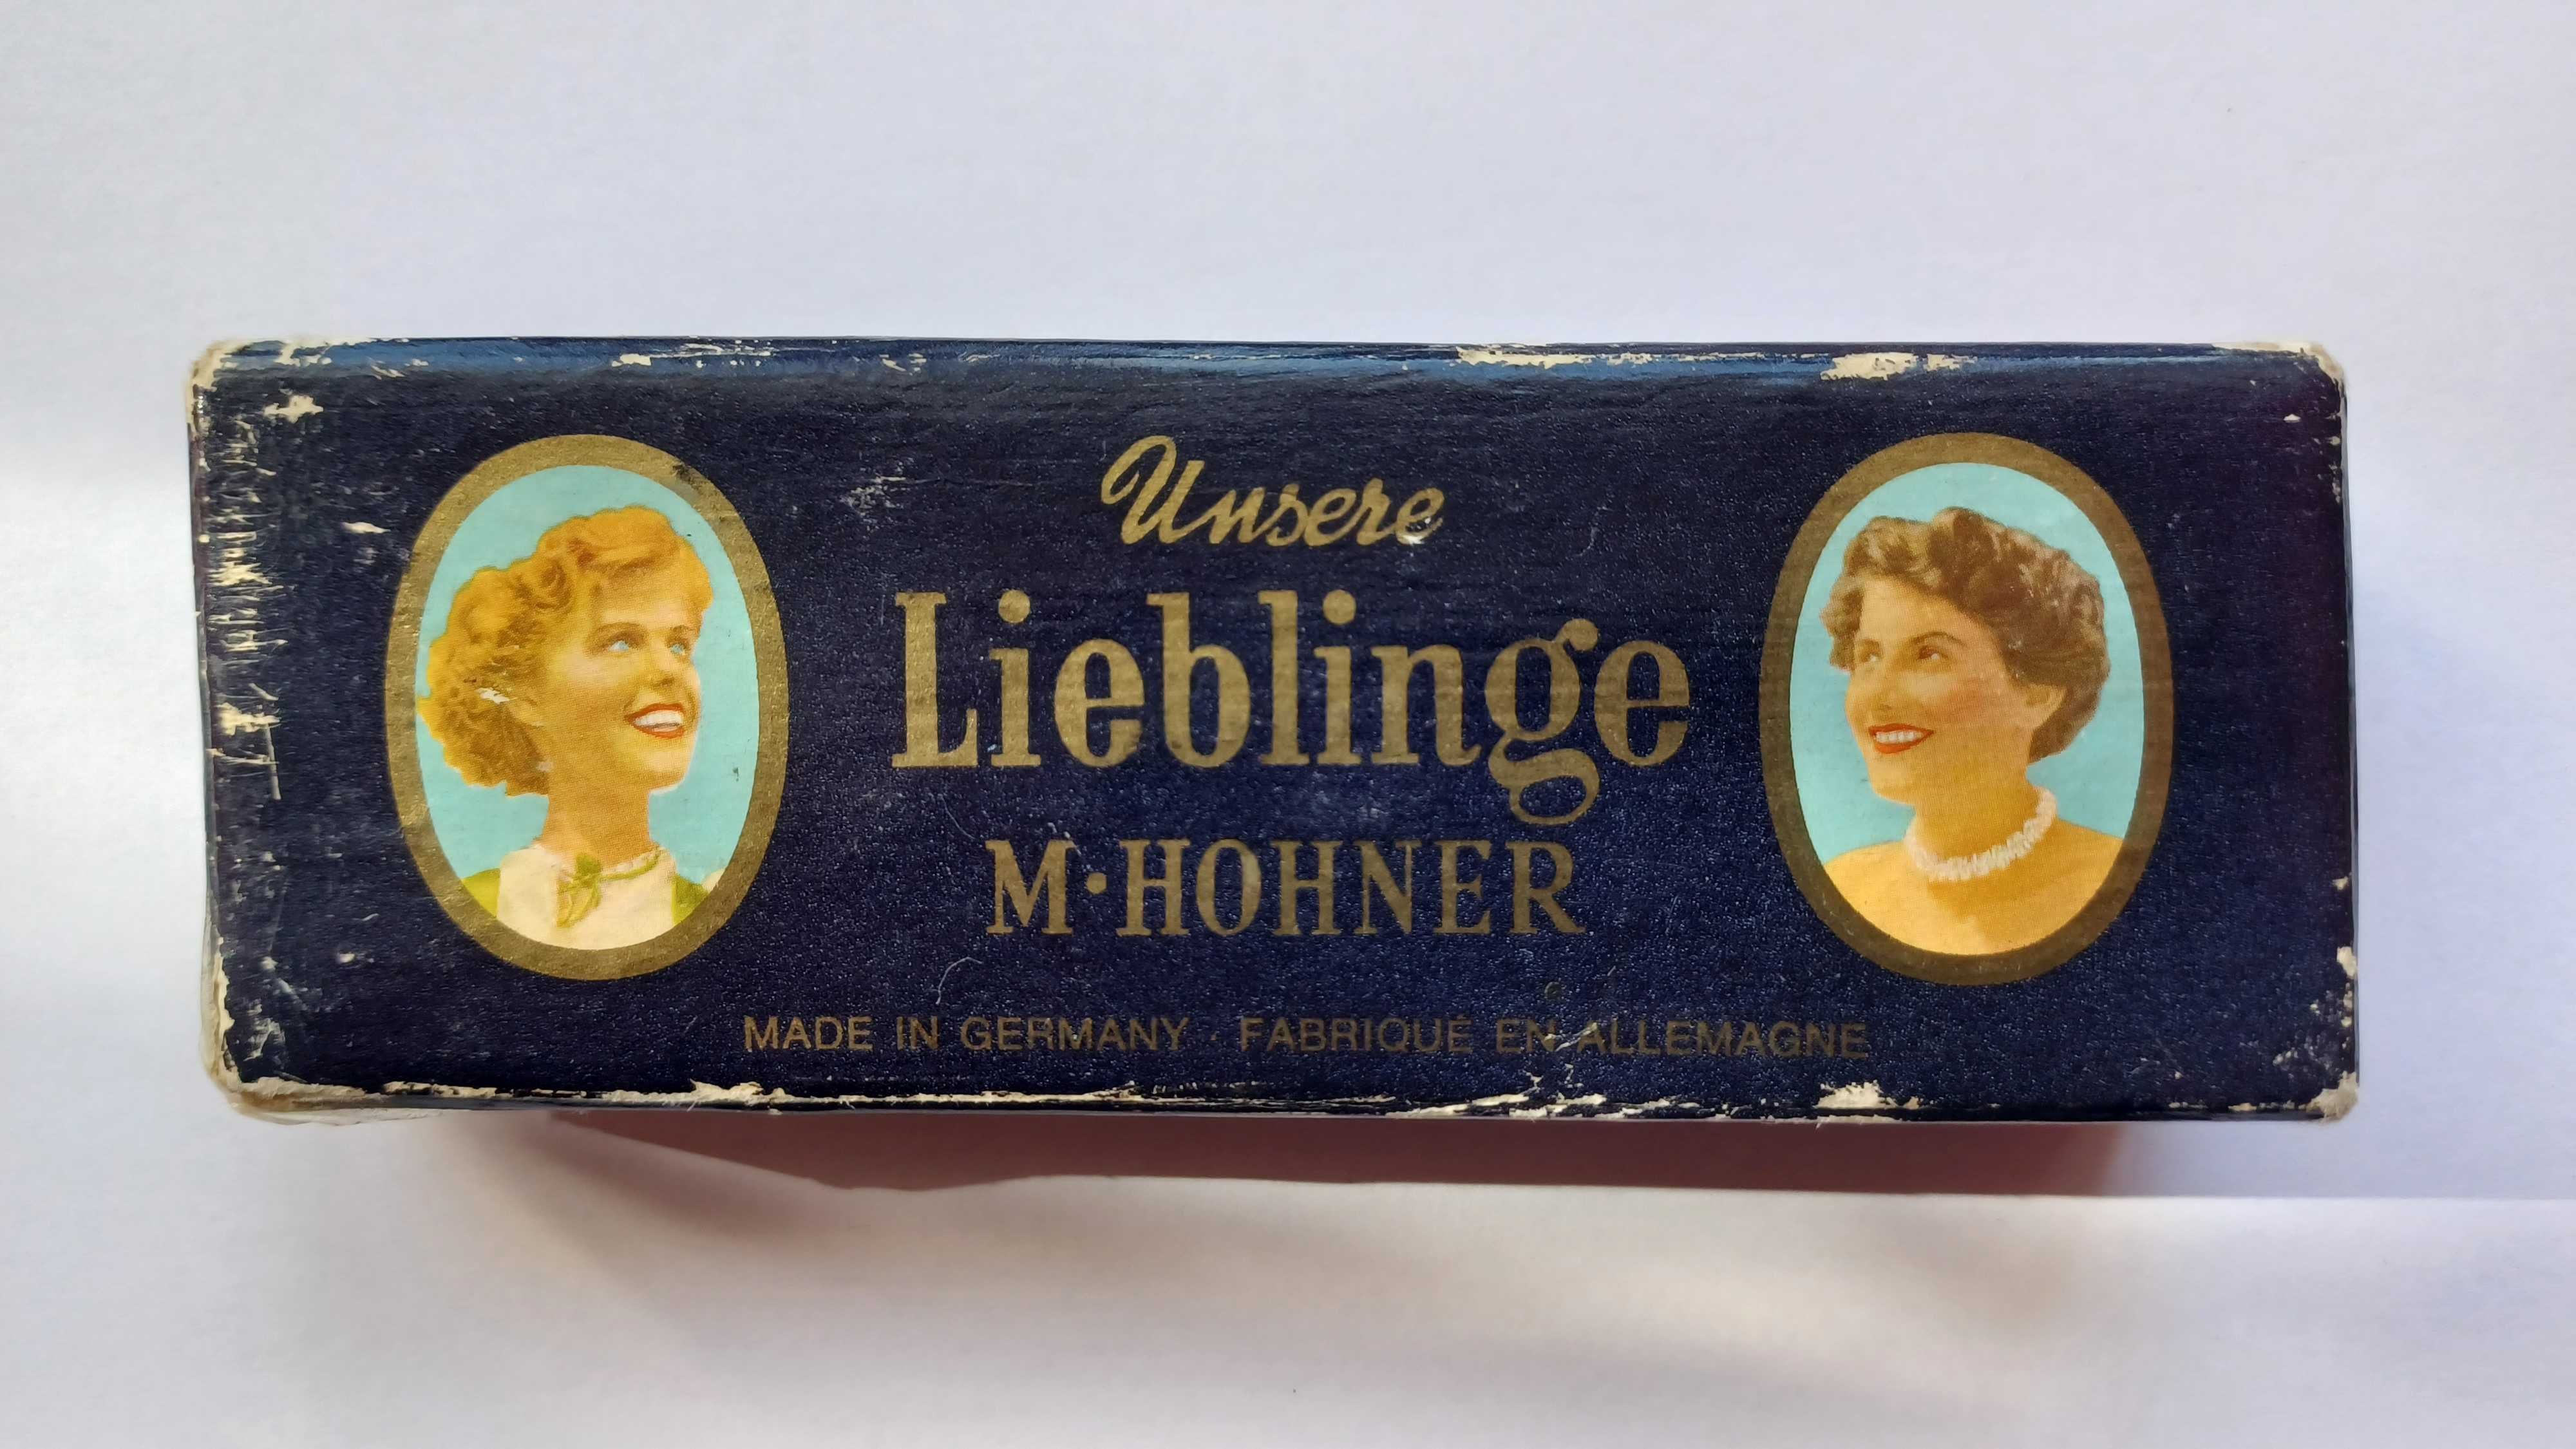 Unsere
Lieblinge
M·HOHNER
MADE IN GERMANY · FABRIQUÉ EN ALLEMAGNE